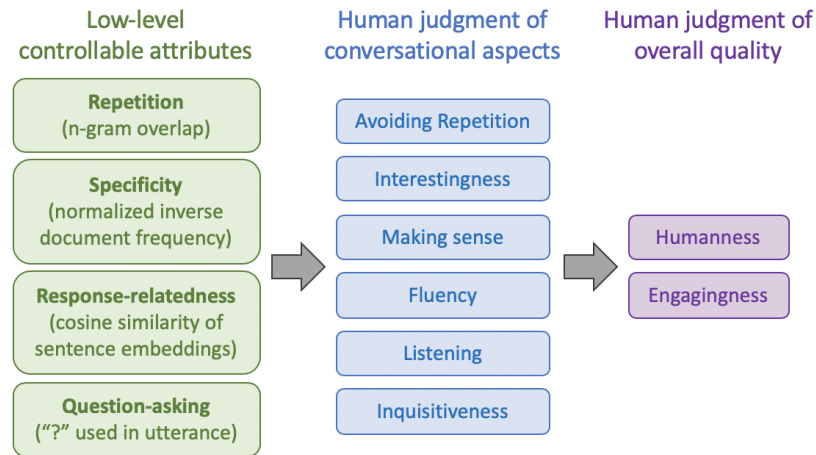 Low-level
controllable attributes
Repetition
(n-gram overlap)
Specificity
(normalized inverse
document frequency)
Response-relatedness
(cosine similarity of
sentence embeddings)
Question-asking
(“?” used in utterance)
Human judgment of
conversational aspects
Avoiding Repetition
Interestingness
Making sense
Fluency
Listening
Inquisitiveness
Human judgment of
overall quality
Humanness
Engagingness